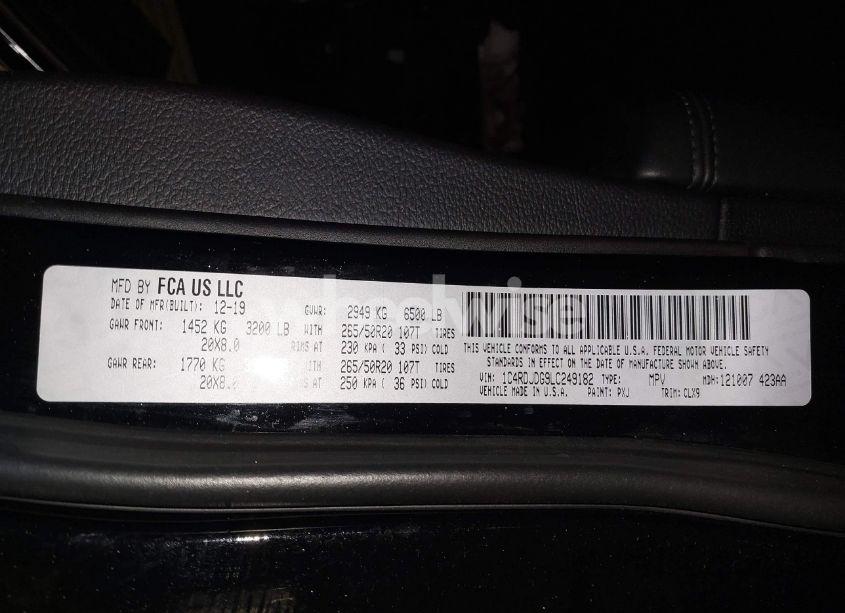 MFD BY FCA US LLC
DATE OF MFR(BUILT): 12-19 GVWR: 2949 KG 6500 LB
GAWR FRONT: 1452 KG 3200 LB WITH 265/50R20 107T TIRES
20X8.0 RIMS AT 230 KPA ( 33 PSI) COLD
GAWR REAR: 1770 KG 265/50R20 107T TIRES
20X8.0 250 KPA ( 36 PSI) COLD
THIS VEHICLE CONFORMS TO ALL APPLICABLE U.S.A. FEDERAL MOTOR VEHICLE SAFETY
STANDARDS IN EFFECT ON THE DATE OF MANUFACTURE SHOWN ABOVE.
VIN: 1C4RDJDG9LC249182 TYPE: MPV MDH: 121007 423AA
VEHICLE MADE IN U.S.A. PAINT: PXJ TRIM: CLX9